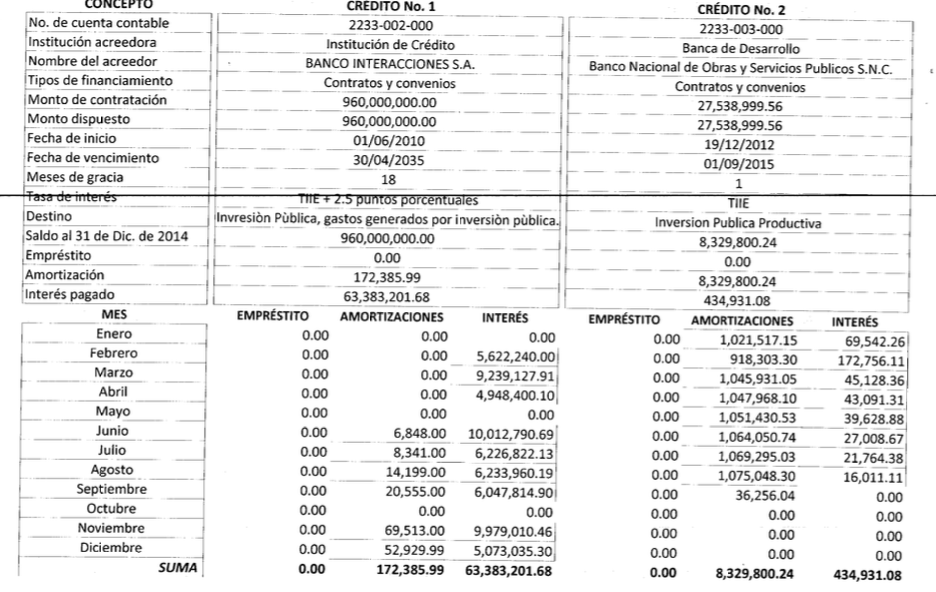 CONCEPTO CRÉDITO No. 1 CRÉDITO No. 2
No. de cuenta contable 2233-002-000 2233-003-000
Institución acreedora Institución de Crédito Banca de Desarrollo
Nombre del acreedor BANCO INTERACCIONES S.A. Banco Nacional de Obras y Servicios Publicos S.N.C.
Tipos de financiamiento Contratos y convenios Contratos y convenios
Monto de contratación 960,000,000.00 27,538,999.56
Monto dispuesto 960,000,000.00 27,538,999.56
Fecha de inicio 01/06/2010 19/12/2012
Fecha de vencimiento 30/04/2035 01/09/2015
Meses de gracia 18 1
Tasa de interés TIIE + 2.5 puntos porcentuales TIIE
Destino Invresiòn Pùblica, gastos generados por inversiòn pùblica. Inversion Publica Productiva
Saldo al 31 de Dic. de 2014 960,000,000.00 8,329,800.24
Empréstito 0.00 0.00
Amortización 172,385.99 8,329,800.24
Interés pagado 63,383,201.68 434,931.08
MES EMPRÉSTITO AMORTIZACIONES INTERÉS EMPRÉSTITO AMORTIZACIONES INTERÉS
Enero 0.00 0.00 0.00 0.00 1,021,517.15 69,542.26
Febrero 0.00 0.00 5,622,240.00 0.00 918,303.30 172,756.11
Marzo 0.00 0.00 9,239,127.91 0.00 1,045,931.05 45,128.36
Abril 0.00 0.00 4,948,400.10 0.00 1,047,968.10 43,091.31
Mayo 0.00 0.00 0.00 0.00 1,051,430.53 39,628.88
Junio 0.00 6,848.00 10,012,790.69 0.00 1,064,050.74 27,008.67
Julio 0.00 8,341.00 6,226,822.13 0.00 1,069,295.03 21,764.38
Agosto 0.00 14,199.00 6,233,960.19 0.00 1,075,048.30 16,011.11
Septiembre 0.00 20,555.00 6,047,814.90 0.00 36,256.04 0.00
Octubre 0.00 0.00 0.00 0.00 0.00 0.00
Noviembre 0.00 69,513.00 9,979,010.46 0.00 0.00 0.00
Diciembre 0.00 52,929.99 5,073,035.30 0.00 0.00 0.00
SUMA 0.00 172,385.99 63,383,201.68 0.00 8,329,800.24 434,931.08